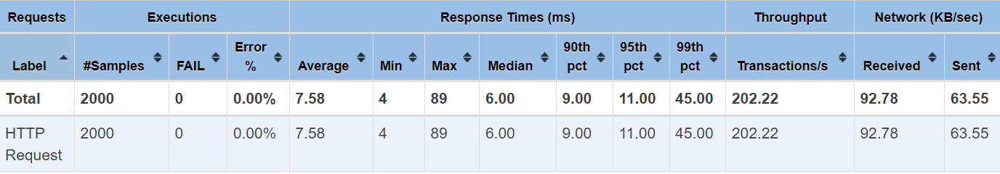 Requests Executions Response Times (ms) Throughput Network (KB/sec)
Label #Samples FAIL Error % Average Min Max Median 90th pct 95th pct 99th pct Transactions/s Received Sent
Total 2000 0 0.00% 7.58 4 89 6.00 9.00 11.00 45.00 202.22 92.78 63.55
HTTP Request 2000 0 0.00% 7.58 4 89 6.00 9.00 11.00 45.00 202.22 92.78 63.55